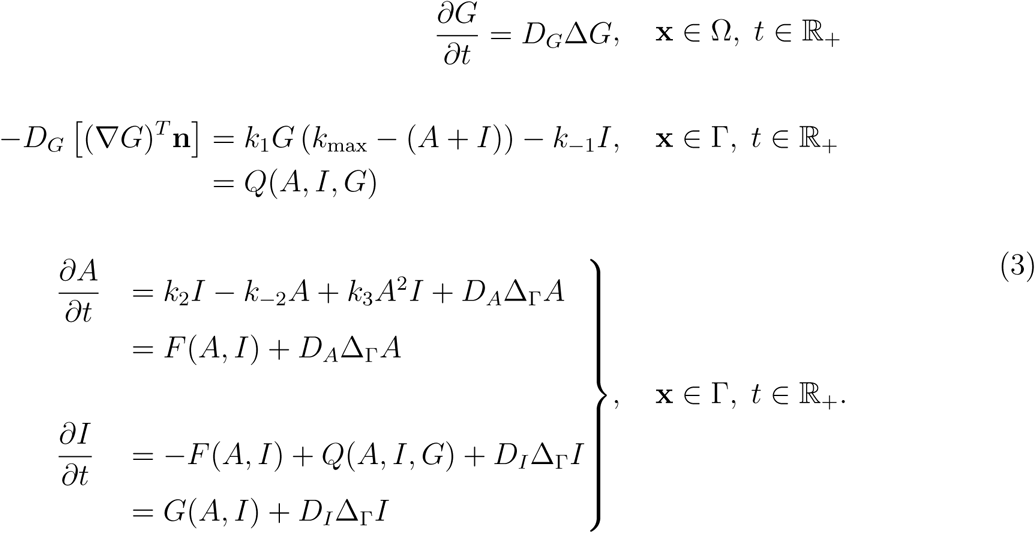 ∂G/∂t = D_G ΔG,    x ∈ Ω, t ∈ ℝ₊
−D_G [(∇G)^T n] = k₁G (k_max − (A + I)) − k₋₁I,    x ∈ Γ, t ∈ ℝ₊
= Q(A, I, G)
∂A/∂t = k₂I − k₋₂A + k₃A²I + D_A Δ_Γ A
= F(A, I) + D_A Δ_Γ A
},    x ∈ Γ, t ∈ ℝ₊.
(3)
∂I/∂t = −F(A, I) + Q(A, I, G) + D_I Δ_Γ I
= G(A, I) + D_I Δ_Γ I